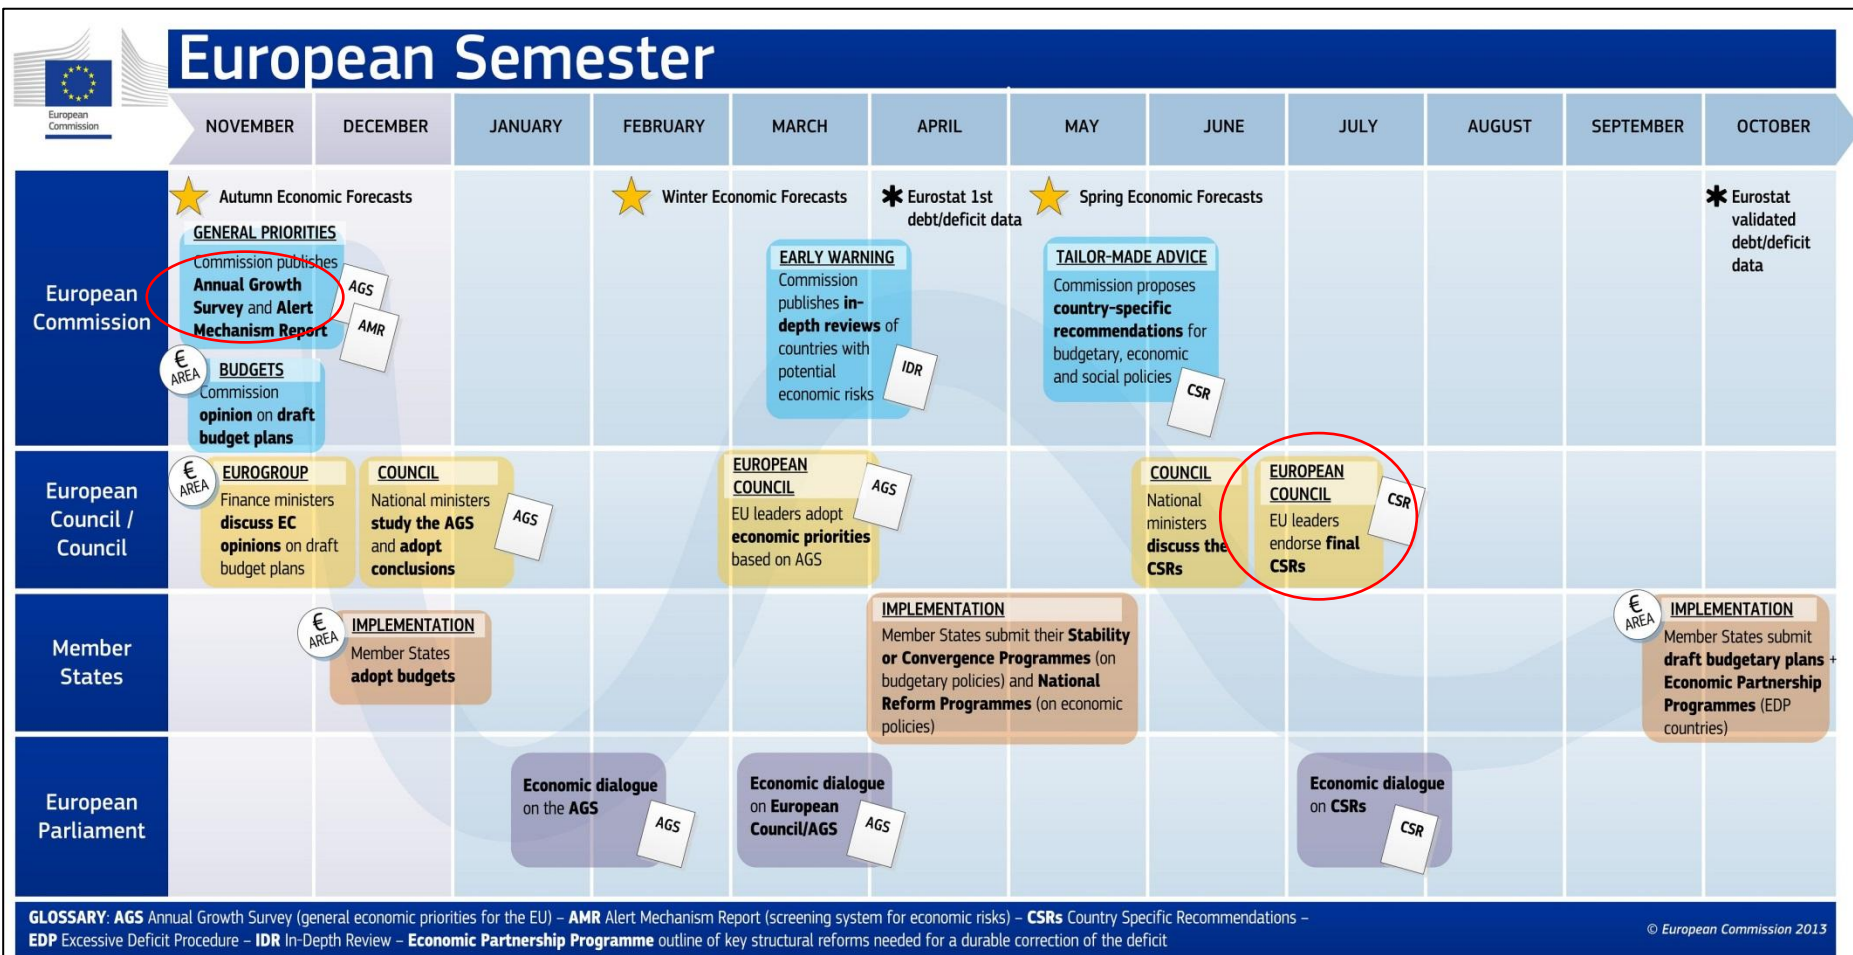 European Semester
European
Commission
NOVEMBER
DECEMBER
JANUARY
FEBRUARY
MARCH
APRIL
MAY
JUNE
JULY
AUGUST
SEPTEMBER
OCTOBER
European
Commission
Autumn Economic Forecasts
GENERAL PRIORITIES
Commission publishes
Annual Growth
Survey and Alert
Mechanism Report
AGS
AMR
€
AREA
BUDGETS
Commission
opinion on draft
budget plans
Winter Economic Forecasts
EARLY WARNING
Commission
publishes in-
depth reviews of
countries with
potential
economic risks
IDR
✱ Eurostat 1st
debt/deficit data
Spring Economic Forecasts
TAILOR-MADE ADVICE
Commission proposes
country-specific
recommendations for
budgetary, economic
and social policies
CSR
✱ Eurostat
validated
debt/deficit
data
European
Council /
Council
€
AREA
EUROGROUP
Finance ministers
discuss EC
opinions on draft
budget plans
COUNCIL
National ministers
study the AGS
and adopt
conclusions
AGS
EUROPEAN
COUNCIL
EU leaders adopt
economic priorities
based on AGS
AGS
COUNCIL
National
ministers
discuss the
CSRs
EUROPEAN
COUNCIL
EU leaders
endorse final
CSRs
CSR
Member
States
€
AREA
IMPLEMENTATION
Member States
adopt budgets
IMPLEMENTATION
Member States submit their Stability
or Convergence Programmes (on
budgetary policies) and National
Reform Programmes (on economic
policies)
€
AREA
IMPLEMENTATION
Member States submit
draft budgetary plans +
Economic Partnership
Programmes (EDP
countries)
European
Parliament
Economic dialogue
on the AGS
AGS
Economic dialogue
on European
Council/AGS
AGS
Economic dialogue
on CSRs
CSR
GLOSSARY: AGS Annual Growth Survey (general economic priorities for the EU) – AMR Alert Mechanism Report (screening system for economic risks) – CSRs Country Specific Recommendations –
EDP Excessive Deficit Procedure – IDR In-Depth Review – Economic Partnership Programme outline of key structural reforms needed for a durable correction of the deficit
© European Commission 2013